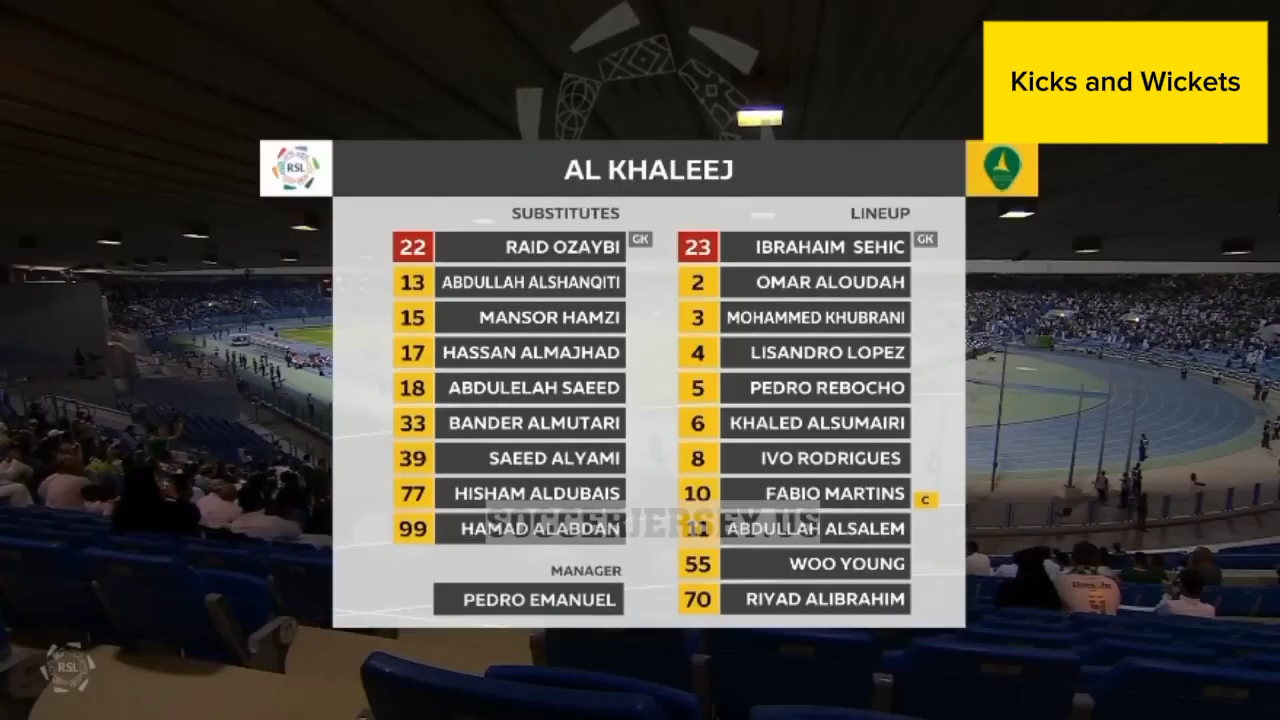 Kicks and Wickets
RSL
AL KHALEEJ
SUBSTITUTES
22 RAID OZAYBI GK
13 ABDULLAH ALSHANQITI
15 MANSOR HAMZI
17 HASSAN ALMAJHAD
18 ABDULELAH SAEED
33 BANDER ALMUTARI
39 SAEED ALYAMI
77 HISHAM ALDUBAIS
99 HAMAD ALABDAN
MANAGER
PEDRO EMANUEL
LINEUP
23 IBRAHAIM SEHIC GK
2 OMAR ALOUDAH
3 MOHAMMED KHUBRANI
4 LISANDRO LOPEZ
5 PEDRO REBOCHO
6 KHALED ALSUMAIRI
8 IVO RODRIGUES
10 FABIO MARTINS C
11 ABDULLAH ALSALEM
55 WOO YOUNG
70 RIYAD ALIBRAHIM
SOCCERJERSEY.US
RSL